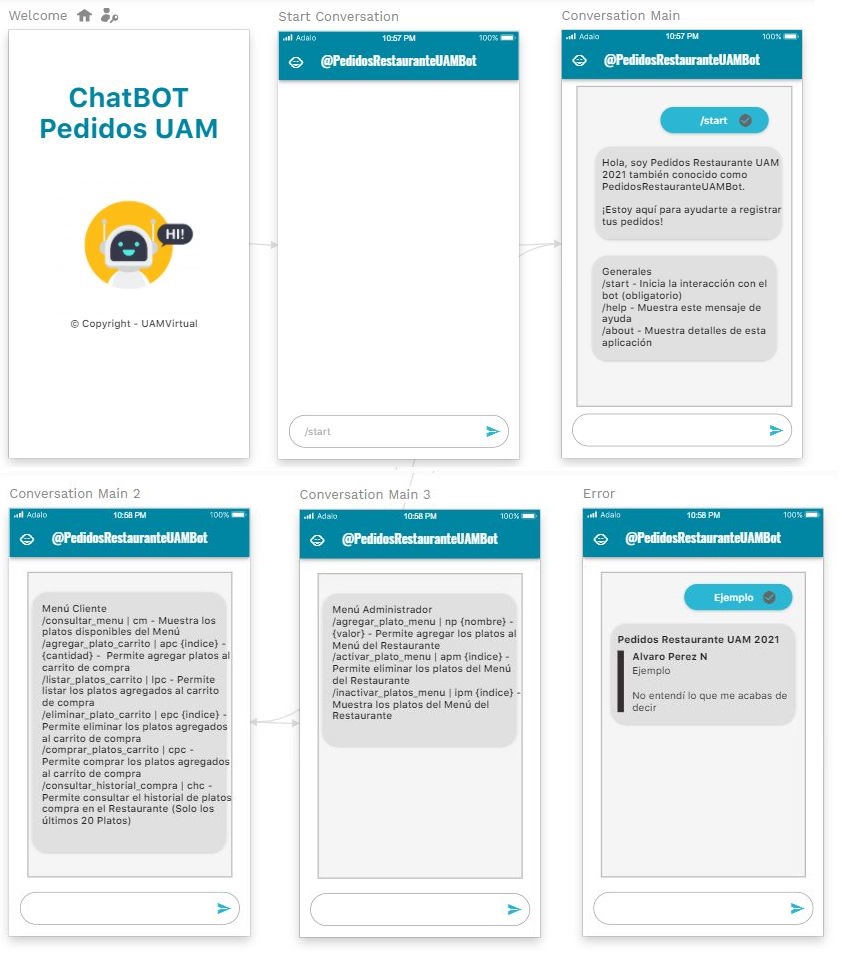 Welcome
ChatBOT
Pedidos UAM
HI!
© Copyright - UAMVirtual
Start Conversation
Adalo 10:57 PM 100%
@PedidosRestauranteUAMBot
/start
Conversation Main
Adalo 10:57 PM 100%
@PedidosRestauranteUAMBot
/start
Hola, soy Pedidos Restaurante UAM
2021 también conocido como
PedidosRestauranteUAMBot.
¡Estoy aquí para ayudarte a registrar
tus pedidos!
Generales
/start - Inicia la interacción con el
bot (obligatorio)
/help - Muestra este mensaje de
ayuda
/about - Muestra detalles de esta
aplicación
Conversation Main 2
Adalo 10:58 PM 100%
@PedidosRestauranteUAMBot
Menú Cliente
/consultar_menu | cm - Muestra los
platos disponibles del Menú
/agregar_plato_carrito | apc {indice} -
{cantidad} - Permite agregar platos al
carrito de compra
/listar_platos_carrito | lpc - Permite
listar los platos agregados al carrito
de compra
/eliminar_plato_carrito | epc {indice} -
Permite eliminar los platos agregados
al carrito de compra
/comprar_platos_carrito | cpc -
Permite comprar los platos agregados
al carrito de compra
/consultar_historial_compra | chc -
Permite consultar el historial de platos
compra en el Restaurante (Solo los
últimos 20 Platos)
Conversation Main 3
Adalo 10:58 PM 100%
@PedidosRestauranteUAMBot
Menú Administrador
/agregar_plato_menu | np {nombre} -
{valor} - Permite agregar los platos al
Menú del Restaurante
/activar_plato_menu | apm {indice} -
Permite eliminar los platos del Menú
del Restaurante
/inactivar_platos_menu | ipm {indice} -
Muestra los platos del Menú del
Restaurante
Error
Adalo 10:58 PM 100%
@PedidosRestauranteUAMBot
Ejemplo
Pedidos Restaurante UAM 2021
Alvaro Perez N
Ejemplo
No entendí lo que me acabas de
decir